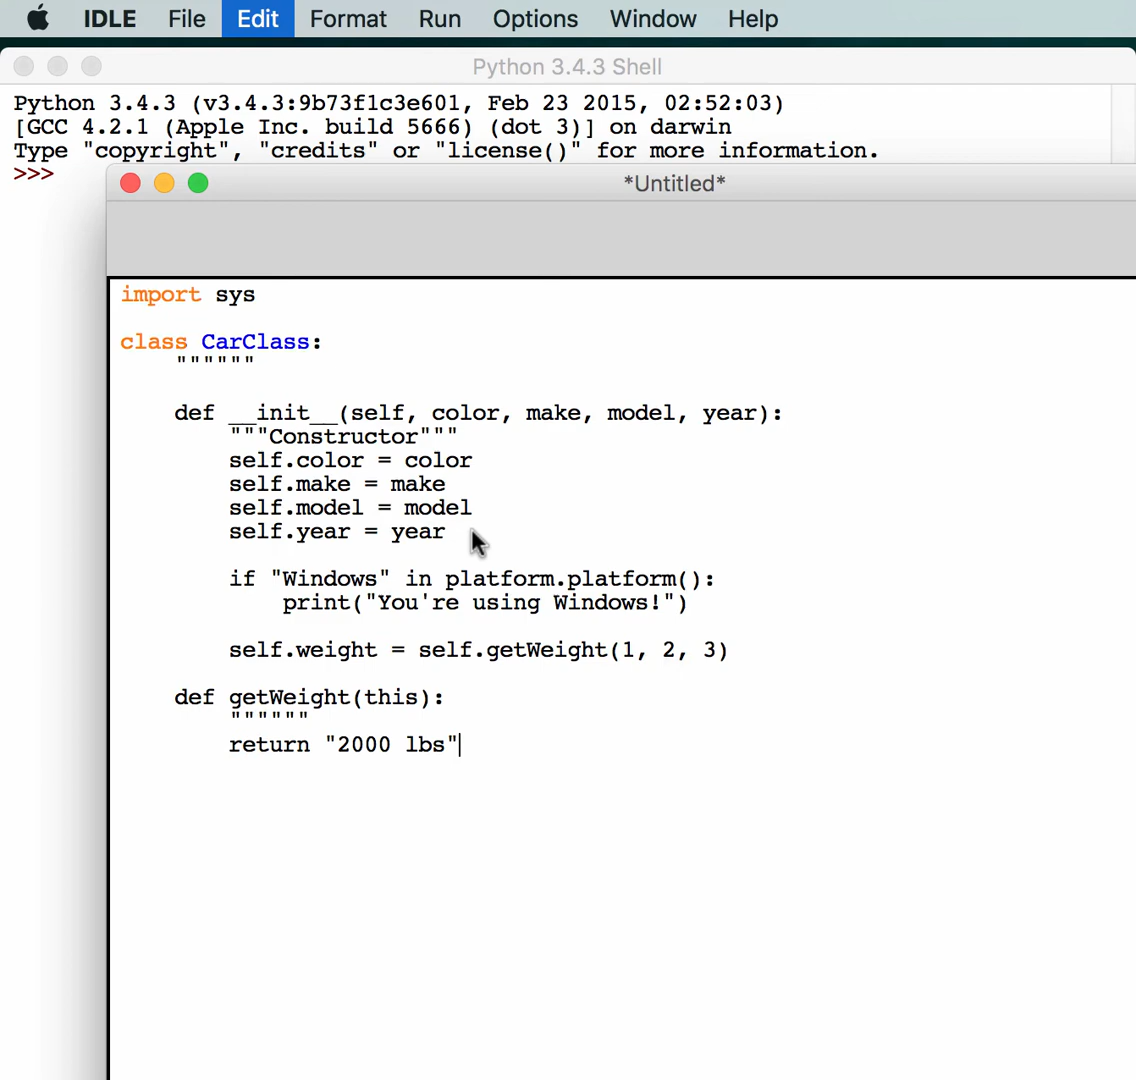 IDLE File Edit Format Run Options Window Help
Python 3.4.3 Shell
Python 3.4.3 (v3.4.3:9b73f1c3e601, Feb 23 2015, 02:52:03)
[GCC 4.2.1 (Apple Inc. build 5666) (dot 3)] on darwin
Type "copyright", "credits" or "license()" for more information.
>>>
*Untitled*
import sys
class CarClass:
    """"""
    def __init__(self, color, make, model, year):
        """Constructor"""
        self.color = color
        self.make = make
        self.model = model
        self.year = year
        if "Windows" in platform.platform():
            print("You're using Windows!")
        self.weight = self.getWeight(1, 2, 3)
    def getWeight(this):
        """"""
        return "2000 lbs"